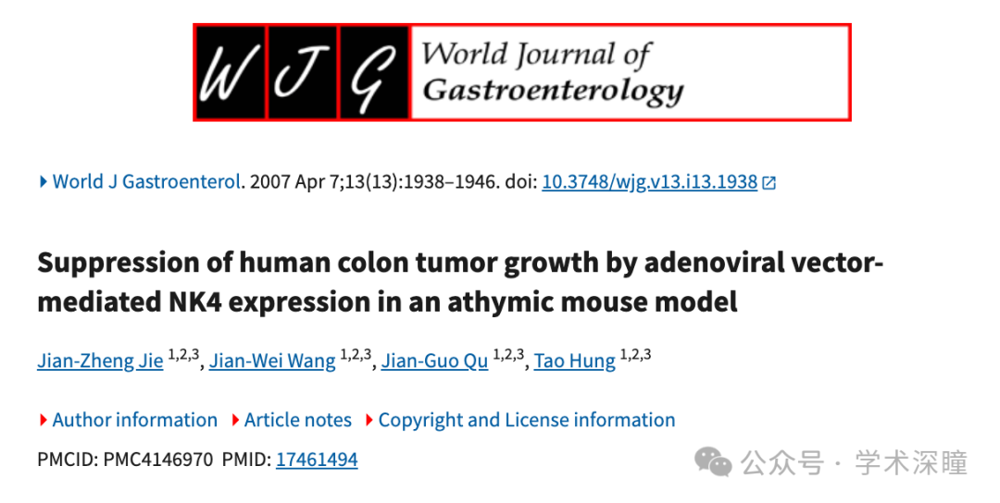 W J G
World Journal of
Gastroenterology
World J Gastroenterol. 2007 Apr 7;13(13):1938–1946. doi: 10.3748/wjg.v13.i13.1938
Suppression of human colon tumor growth by adenoviral vector-
mediated NK4 expression in an athymic mouse model
Jian-Zheng Jie 1,2,3, Jian-Wei Wang 1,2,3, Jian-Guo Qu 1,2,3, Tao Hung 1,2,3
Author information Article notes Copyright and License information
PMCID: PMC4146970 PMID: 17461494
公众号 · 学术深瞳